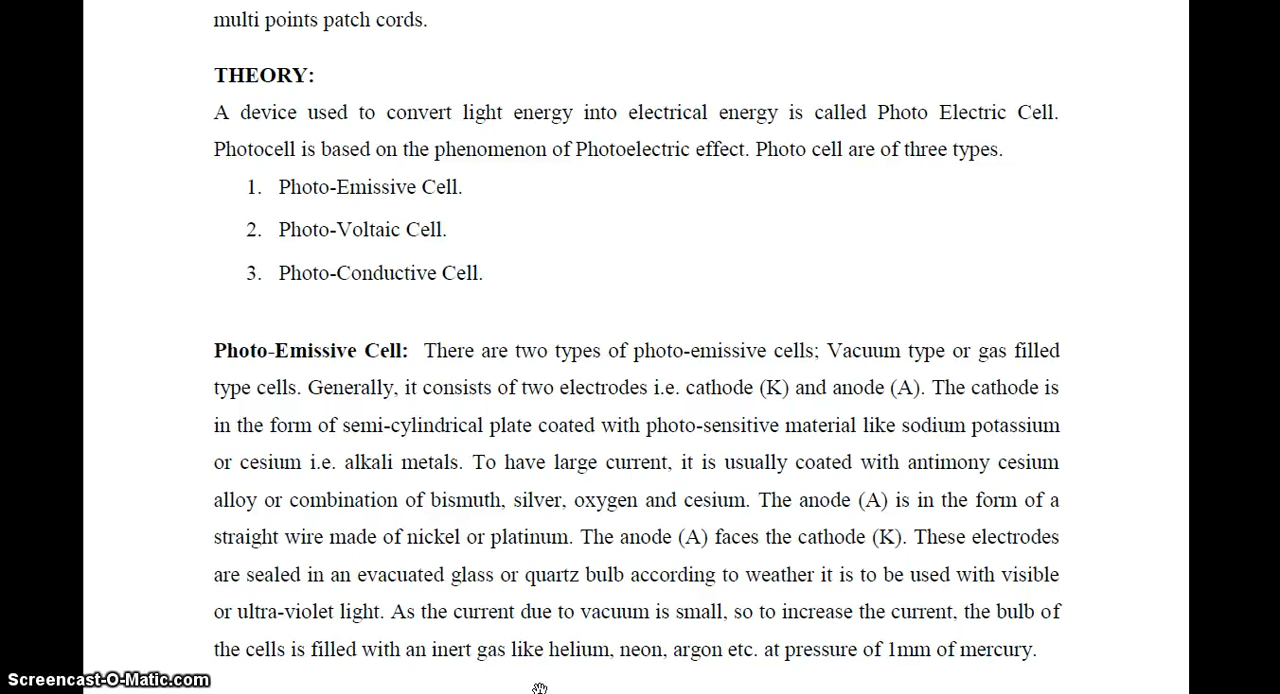 multi points patch cords.
THEORY:
A device used to convert light energy into electrical energy is called Photo Electric Cell.
Photocell is based on the phenomenon of Photoelectric effect. Photo cell are of three types.
1. Photo-Emissive Cell.
2. Photo-Voltaic Cell.
3. Photo-Conductive Cell.
Photo-Emissive Cell: There are two types of photo-emissive cells; Vacuum type or gas filled
type cells. Generally, it consists of two electrodes i.e. cathode (K) and anode (A). The cathode is
in the form of semi-cylindrical plate coated with photo-sensitive material like sodium potassium
or cesium i.e. alkali metals. To have large current, it is usually coated with antimony cesium
alloy or combination of bismuth, silver, oxygen and cesium. The anode (A) is in the form of a
straight wire made of nickel or platinum. The anode (A) faces the cathode (K). These electrodes
are sealed in an evacuated glass or quartz bulb according to weather it is to be used with visible
or ultra-violet light. As the current due to vacuum is small, so to increase the current, the bulb of
the cells is filled with an inert gas like helium, neon, argon etc. at pressure of 1mm of mercury.
Screencast-O-Matic.com